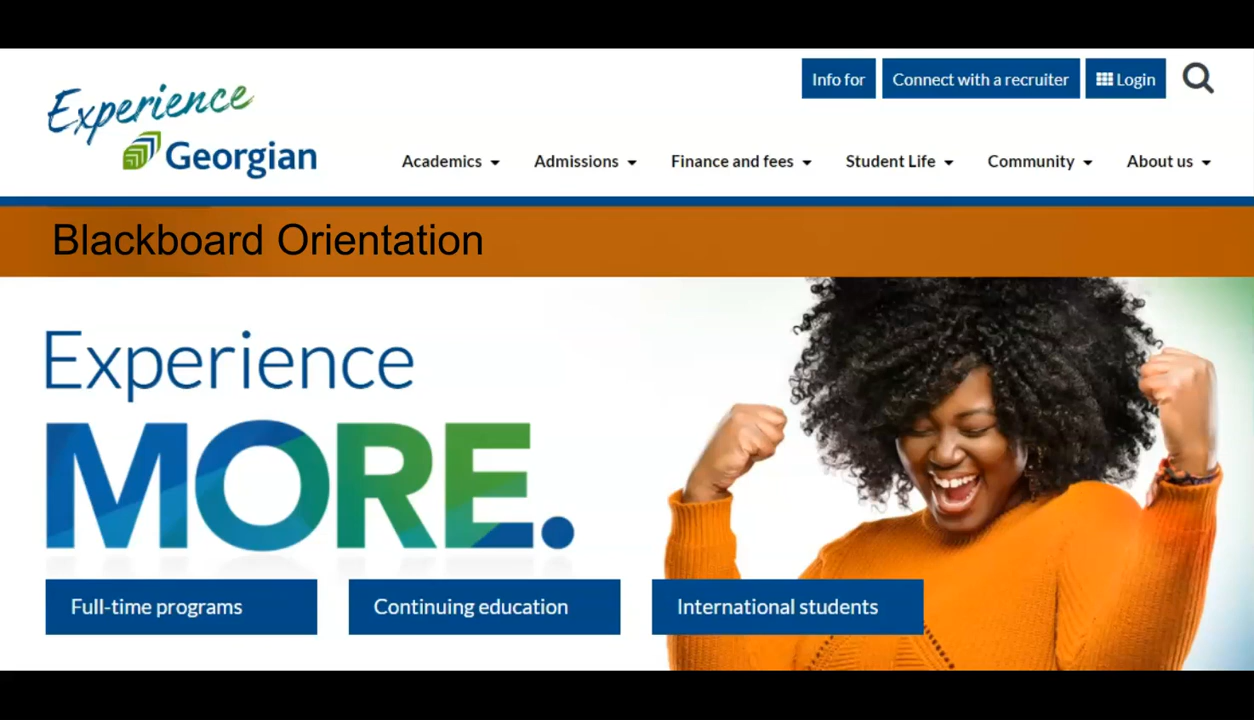 Info for
Connect with a recruiter
Login
Experience
Georgian
Academics
Admissions
Finance and fees
Student Life
Community
About us
Blackboard Orientation
Experience
MORE.
Full-time programs
Continuing education
International students